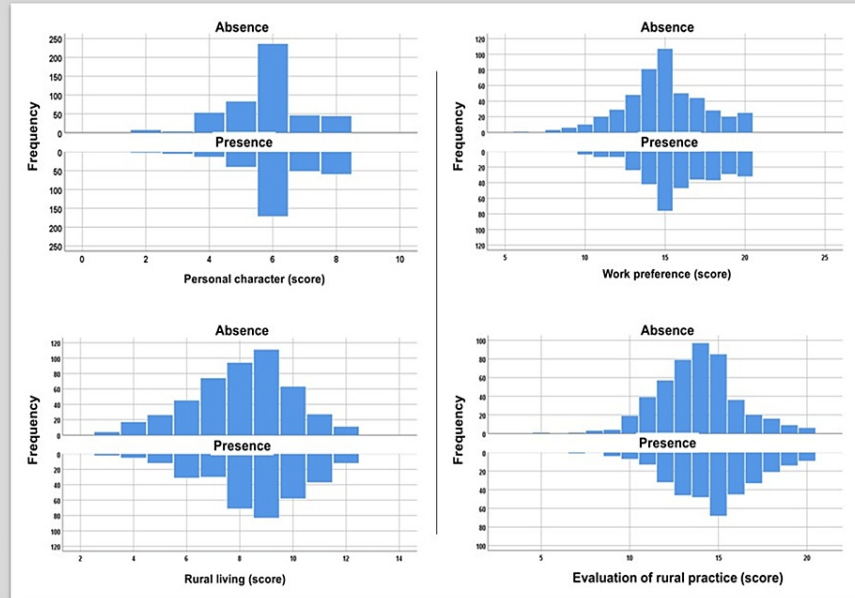 Absence
250
200
150
100
50
0
Frequency
Presence
0
50
100
150
200
250
0 2 4 6 8 10
Personal character (score)
Absence
120
100
80
60
40
20
0
Frequency
Presence
0
20
40
60
80
100
120
5 10 15 20 25
Work preference (score)
Absence
120
100
80
60
40
20
0
Frequency
Presence
0
20
40
60
80
100
120
2 4 6 8 10 12 14
Rural living (score)
Absence
100
80
60
40
20
0
Frequency
Presence
0
20
40
60
80
100
5 10 15 20
Evaluation of rural practice (score)